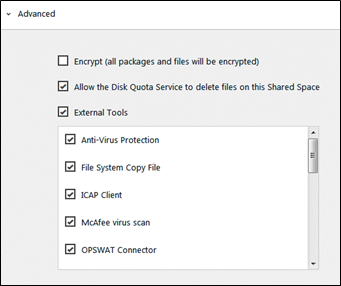 Advanced
Encrypt (all packages and files will be encrypted)
Allow the Disk Quota Service to delete files on this Shared Space
External Tools
Anti-Virus Protection
File System Copy File
ICAP Client
McAfee virus scan
OPSWAT Connector